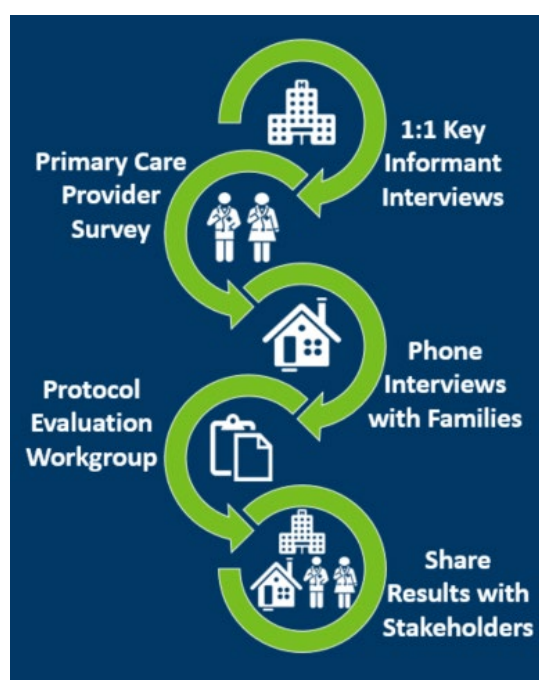 1:1 Key
Informant
Interviews
Primary Care
Provider
Survey
Phone
Interviews
with Families
Protocol
Evaluation
Workgroup
Share
Results with
Stakeholders